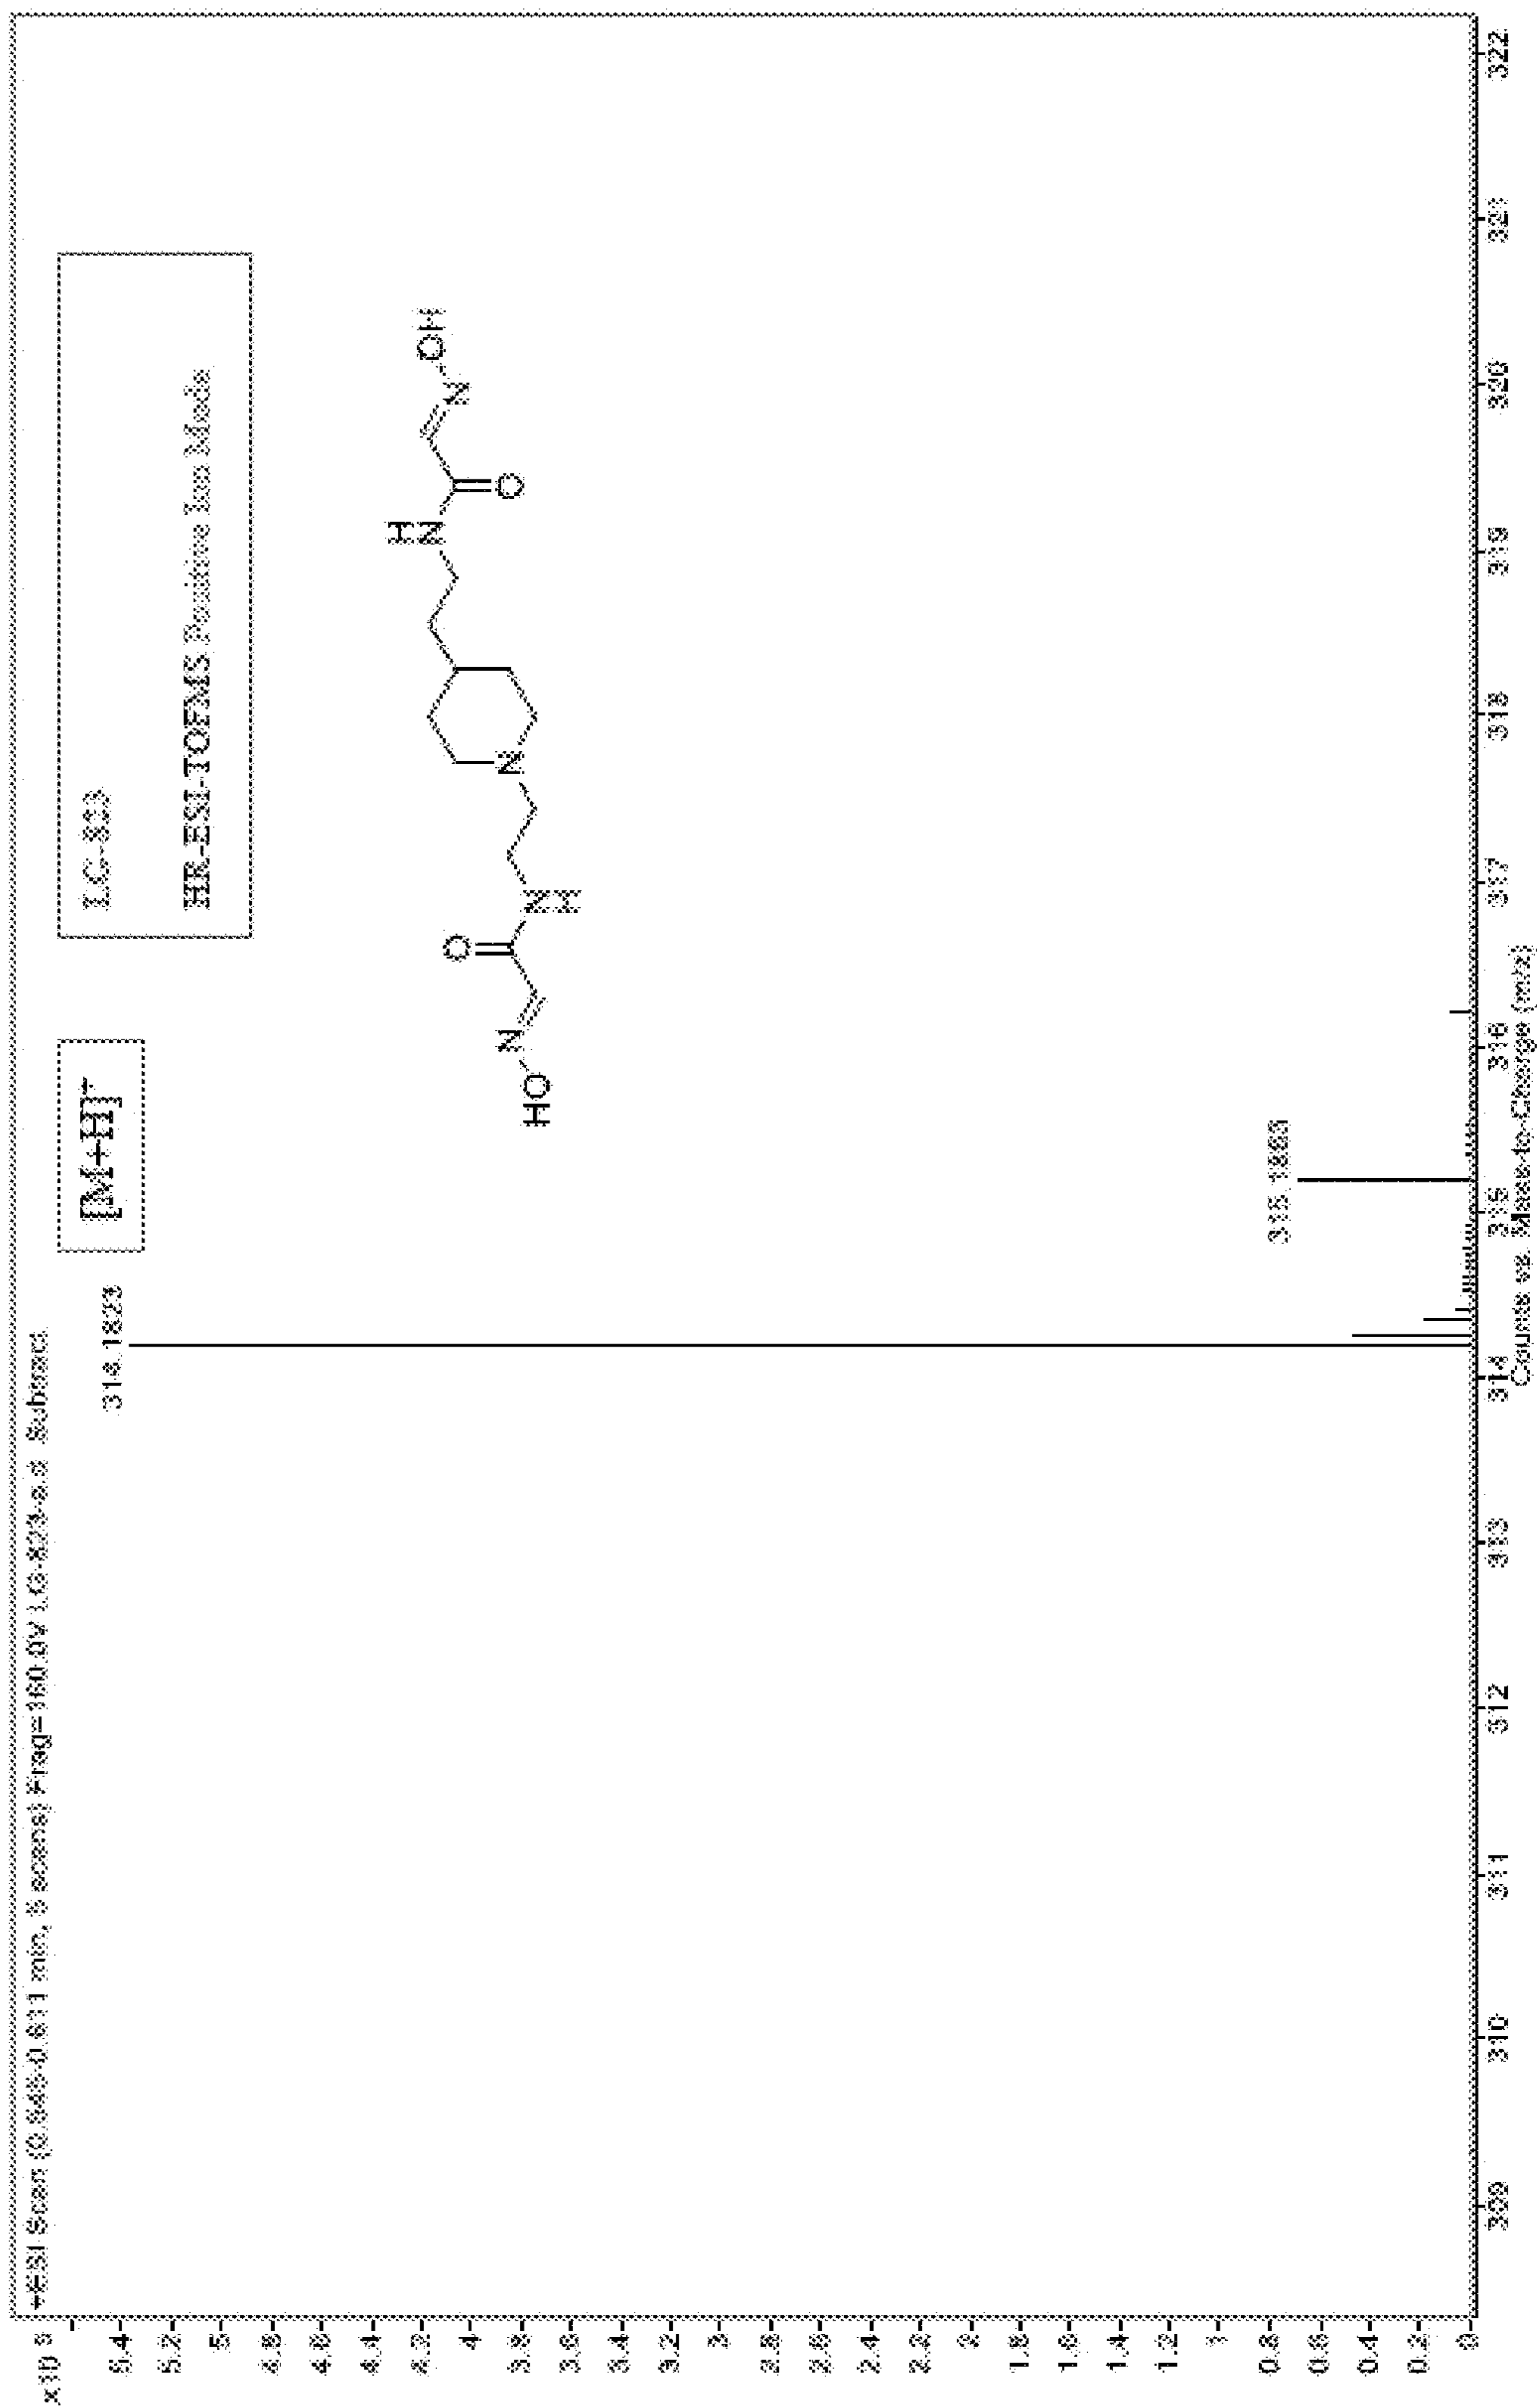 x10 5
+ESI Scan (0.545-0.611 min, 5 scans) Frag=160.0V LG-823-a.d Subtract
314.1823
[M+H]+
LG-823
HR-ESI-TOFMS Positive Ion Mode
HO
N
O
N
H
N
H
N
O
N
OH
315.1853
5.4
5.2
5
4.8
4.6
4.4
4.2
4
3.8
3.6
3.4
3.2
3
2.8
2.6
2.4
2.2
2
1.8
1.6
1.4
1.2
1
0.8
0.6
0.4
0.2
0
309 310 311 312 313 314 315 316 317 318 319 320 321 322
Counts vs. Mass-to-Charge (m/z)